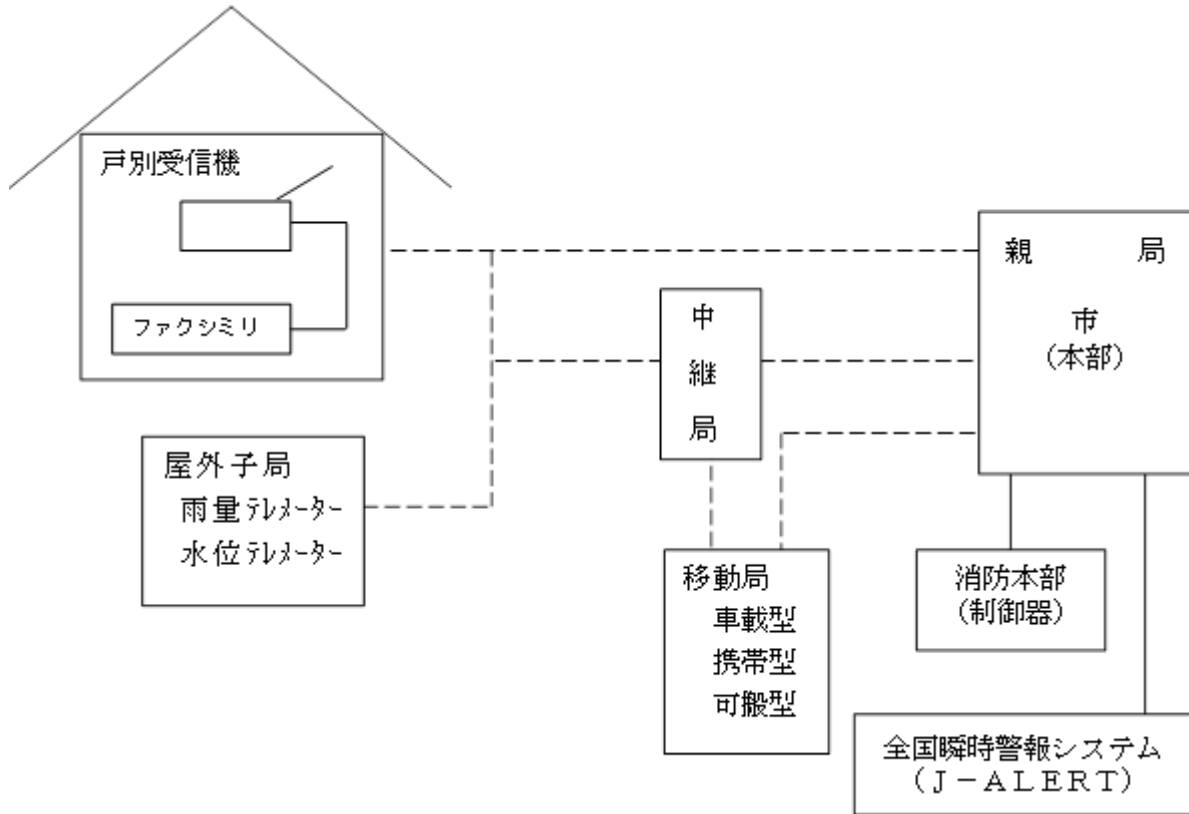 戸別受信機
ファクシミリ
屋外子局
雨量ﾃﾚﾒｰﾀｰ
水位ﾃﾚﾒｰﾀｰ
中
継
局
移動局
車載型
携帯型
可搬型
親　　　局
市
(本部)
消防本部
(制御器)
全国瞬時警報システム
(Ｊ－ＡＬＥＲＴ)